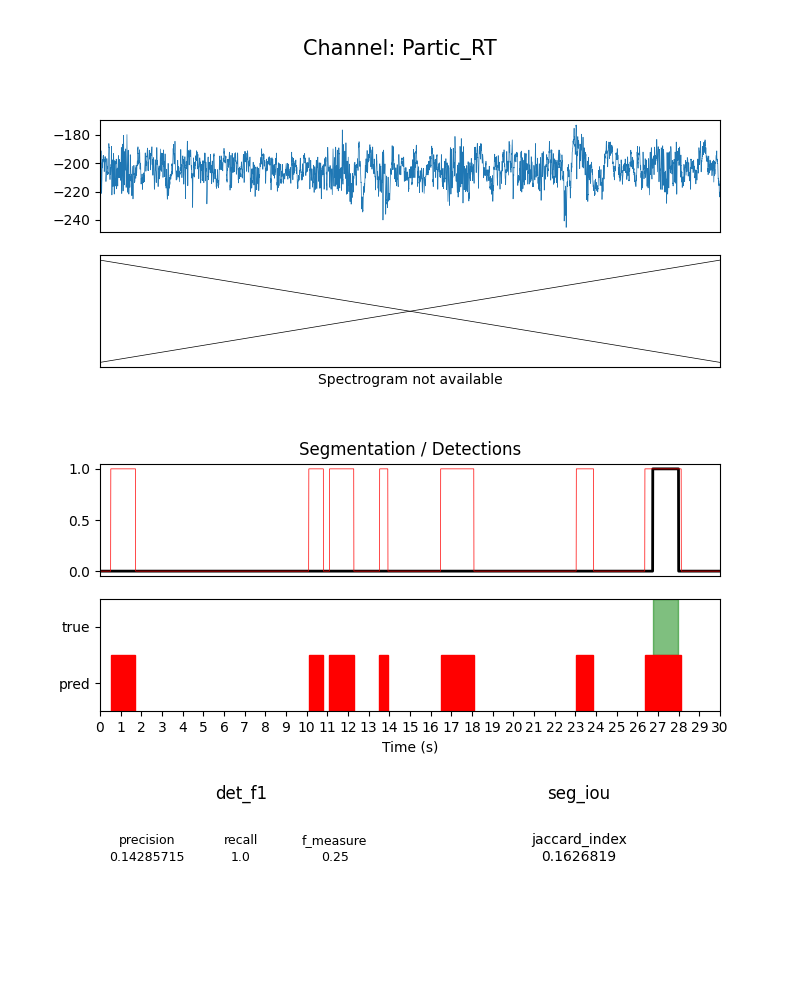 Channel: Partic_RT
−180
−200
−220
−240
Spectrogram not available
Segmentation / Detections
1.0
0.5
0.0
true
pred
0 1 2 3 4 5 6 7 8 9 10 11 12 13 14 15 16 17 18 19 20 21 22 23 24 25 26 27 28 29 30
Time (s)
det_f1 seg_iou
precision recall f_measure jaccard_index
0.14285715 1.0 0.25 0.1626819